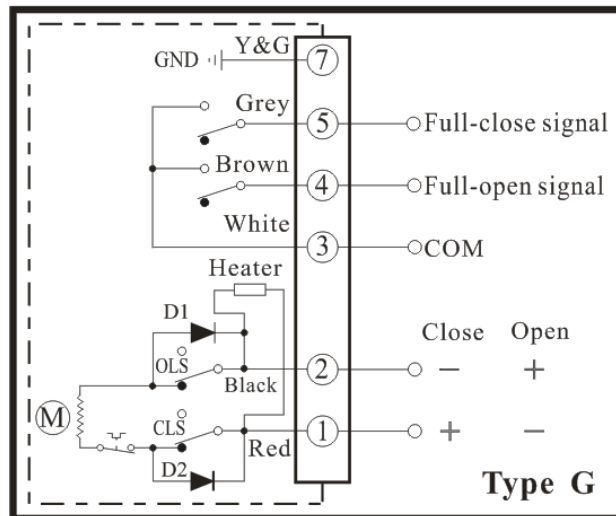 Y&G
GND
7
Grey
5
Full-close signal
Brown
4
Full-open signal
White
3
COM
Heater
D1
Close Open
OLS
2
− +
Black
M
CLS
1
+ −
Red
D2
Type G